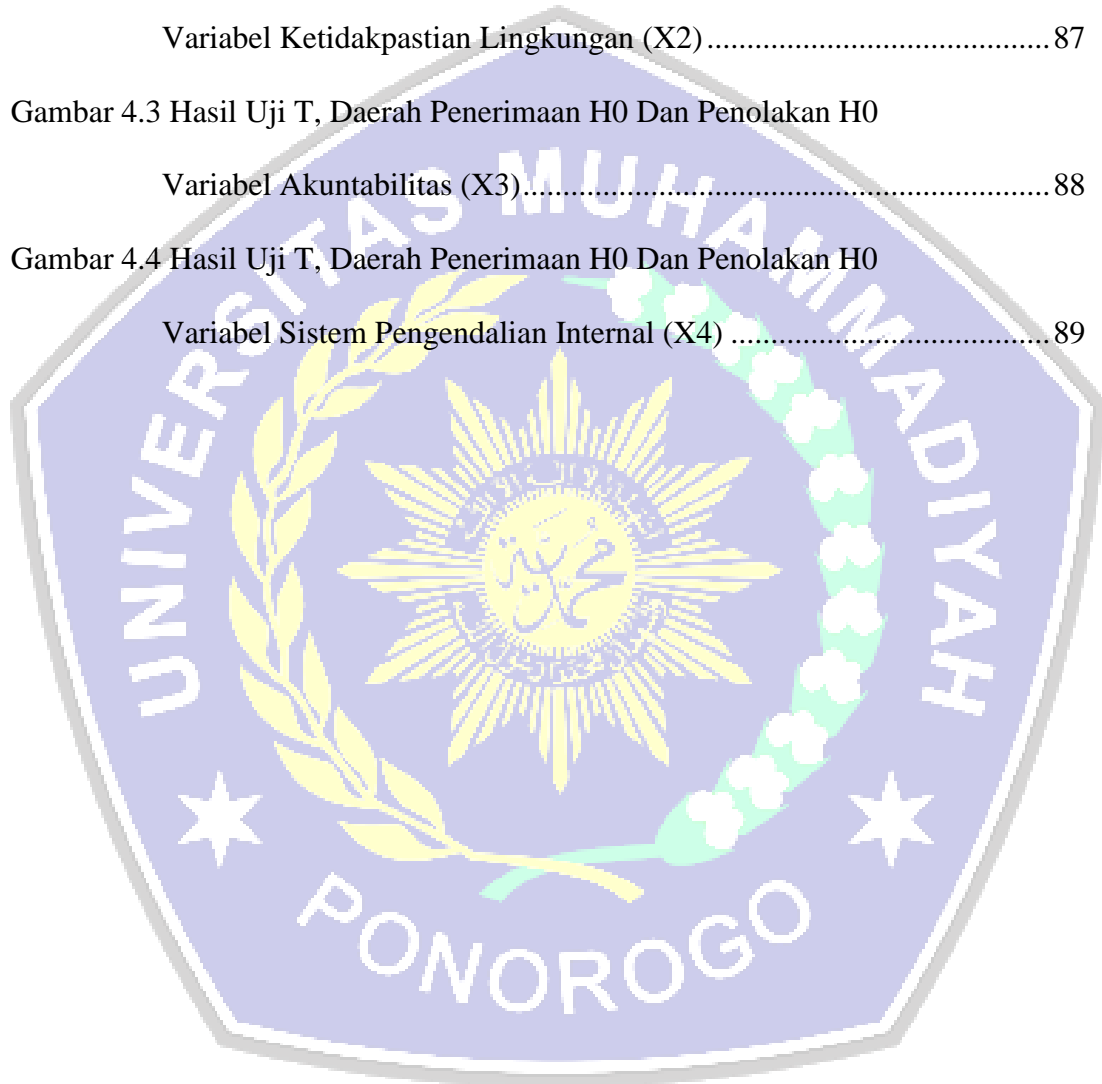 Variabel Ketidakpastian Lingkungan (X2) ........................................... 87
Gambar 4.3 Hasil Uji T, Daerah Penerimaan H0 Dan Penolakan H0
Variabel Akuntabilitas (X3) .................................................................. 88
Gambar 4.4 Hasil Uji T, Daerah Penerimaan H0 Dan Penolakan H0
Variabel Sistem Pengendalian Internal (X4) ........................................ 89
UNIVERSITAS MUHAMMADIYAH
PONOROGO